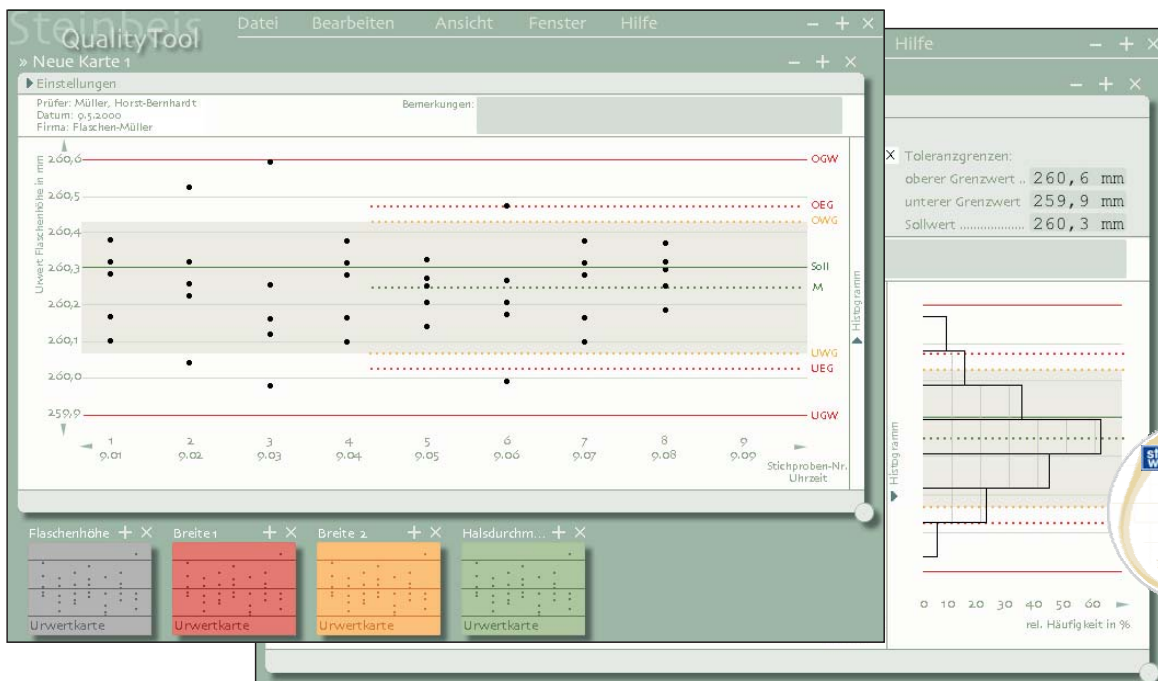 Steinbeis
QualityTool
Datei Bearbeiten Ansicht Fenster Hilfe
» Neue Karte 1
Einstellungen
Prüfer: Müller, Horst-Bernhardt
Datum: 9.5.2000
Firma: Flaschen-Müller
Bemerkungen:
Urwert Flaschenhöhe in mm
260,6
260,5
260,4
260,3
260,2
260,1
260,0
259,9
OGW
OEG
OWG
Soll
M
UWG
UEG
UGW
Histogramm
1 2 3 4 5 6 7 8 9
9.01 9.02 9.03 9.04 9.05 9.06 9.07 9.08 9.09
Stichproben-Nr.
Uhrzeit
Flaschenhöhe
Urwertkarte
Breite 1
Urwertkarte
Breite 2
Urwertkarte
Halsdurchm...
Urwertkarte
Hilfe
Toleranzgrenzen:
oberer Grenzwert .. 260,6 mm
unterer Grenzwert 259,9 mm
Sollwert ................... 260,3 mm
Histogramm
0 10 20 30 40 50 60
rel. Häufigkeit in %